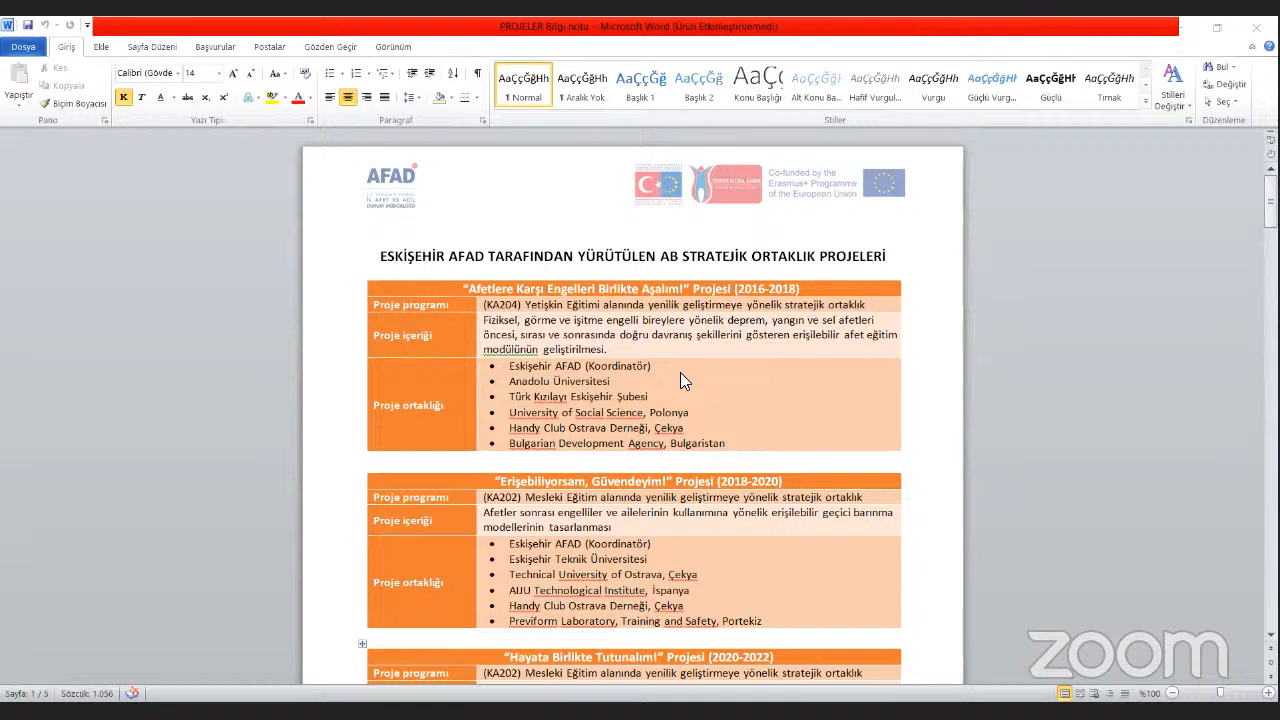 PROJELER Bilgi notu – Microsoft Word (Ürün Etkinleştirilemedi)
Dosya Giriş Ekle Sayfa Düzeni Başvurular Postalar Gözden Geçir Görünüm
Yapıştır
Kes
Kopyala
Biçim Boyacısı
Pano
Calibri (Gövde 14
Yazı Tipi
Paragraf
AaÇçĞğHh AaÇçĞğHh AaÇçĞğ AaÇçĞğ AaÇç AaÇçĞğHh AaÇçĞğHh AaÇçĞğHh AaÇçĞğHh AaÇçĞğHh AaÇçĞğHh
¶ Normal ¶ Aralık Yok Başlık 1 Başlık 2 Konu Başlığı Alt Konu Ba... Hafif Vurgul... Vurgu Güçlü Vurg... Güçlü Tırnak
Stiller
Stilleri Değiştir
Bul
Değiştir
Seç
Düzenleme
AFAD
İL AFET VE ACİL
DURUM MÜDÜRLÜĞÜ
Co-funded by the
Erasmus+ Programme
of the European Union
ESKİŞEHİR AFAD TARAFINDAN YÜRÜTÜLEN AB STRATEJİK ORTAKLIK PROJELERİ
“Afetlere Karşı Engelleri Birlikte Aşalım!” Projesi (2016-2018)
Proje programı (KA204) Yetişkin Eğitimi alanında yenilik geliştirmeye yönelik stratejik ortaklık
Proje içeriği Fiziksel, görme ve işitme engelli bireylere yönelik deprem, yangın ve sel afetleri
öncesi, sırası ve sonrasında doğru davranış şekillerini gösteren erişilebilir afet eğitim
modülünün geliştirilmesi.
Proje ortaklığı
• Eskişehir AFAD (Koordinatör)
• Anadolu Üniversitesi
• Türk Kızılayı Eskişehir Şubesi
• University of Social Science, Polonya
• Handy Club Ostrava Derneği, Çekya
• Bulgarian Development Agency, Bulgaristan
“Erişebiliyorsam, Güvendeyim!” Projesi (2018-2020)
Proje programı (KA202) Mesleki Eğitim alanında yenilik geliştirmeye yönelik stratejik ortaklık
Proje içeriği Afetler sonrası engelliler ve ailelerinin kullanımına yönelik erişilebilir geçici barınma
modellerinin tasarlanması
Proje ortaklığı
• Eskişehir AFAD (Koordinatör)
• Eskişehir Teknik Üniversitesi
• Technical University of Ostrava, Çekya
• AIJU Technological Institute, İspanya
• Handy Club Ostrava Derneği, Çekya
• Previform Laboratory, Training and Safety, Portekiz
“Hayata Birlikte Tutunalım!” Projesi (2020-2022)
Proje programı (KA202) Mesleki Eğitim alanında yenilik geliştirmeye yönelik stratejik ortaklık
zoom
Sayfa: 1 / 5 Sözcük: 1.056 %100